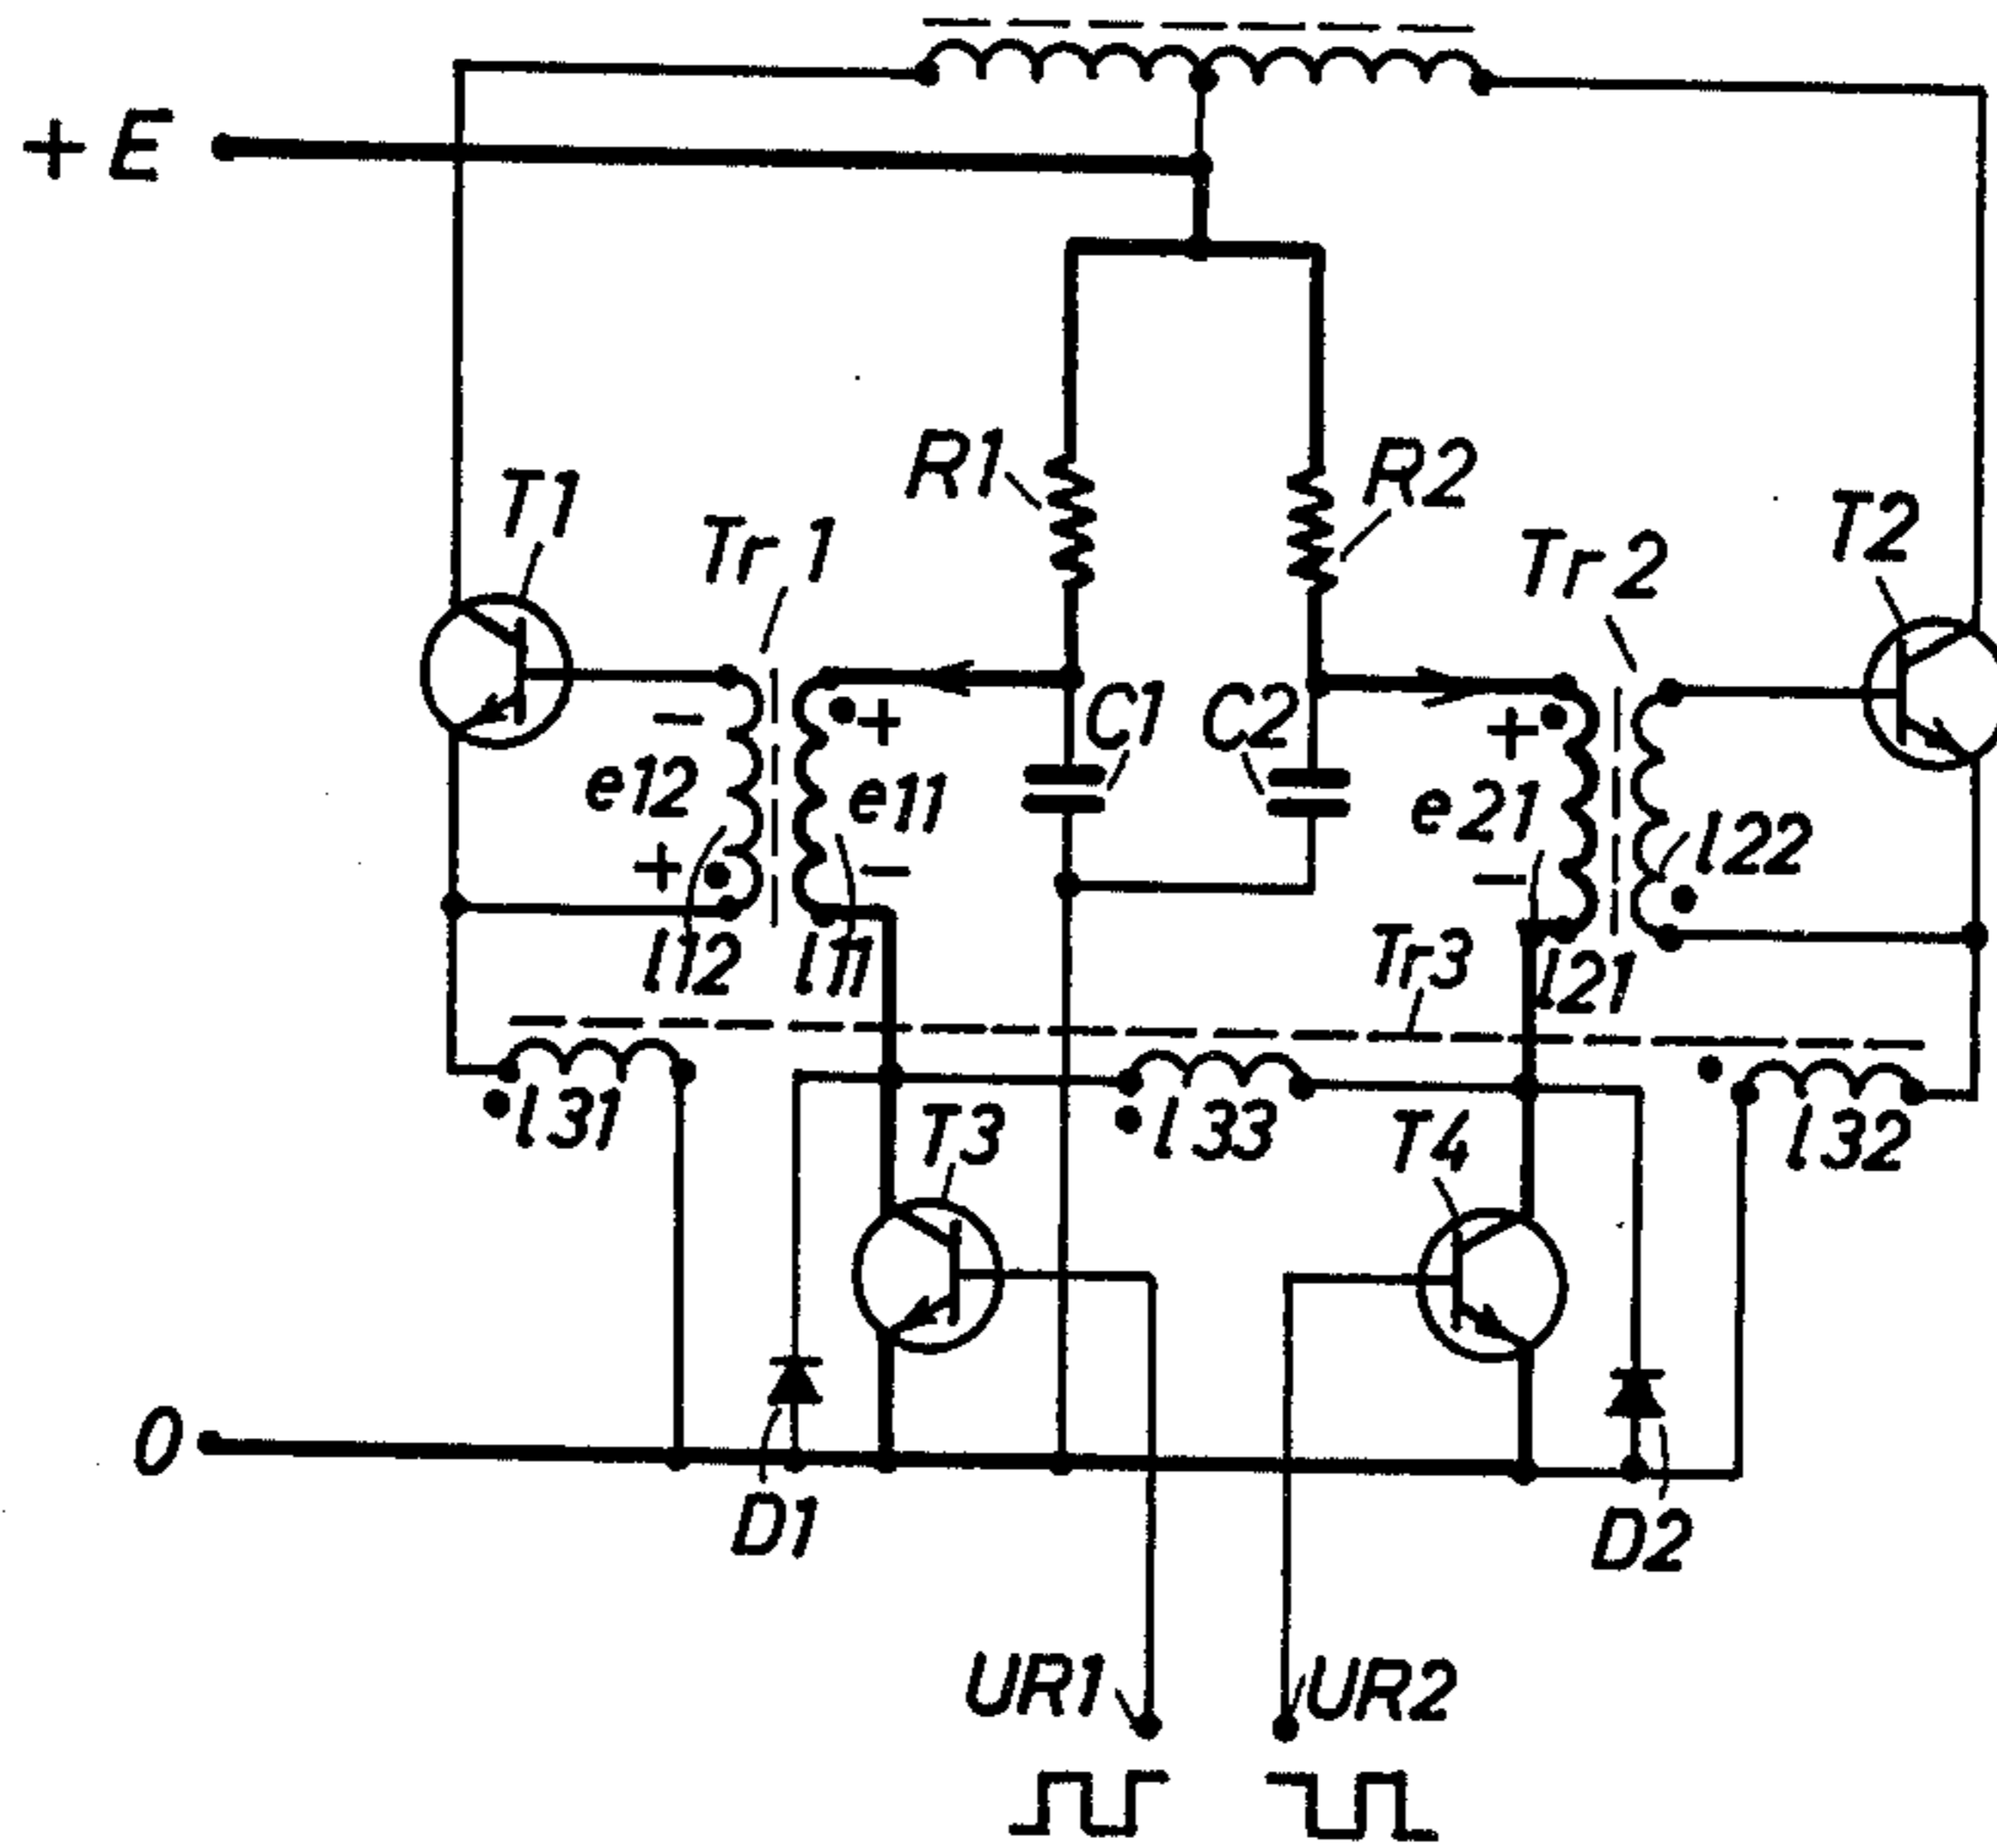 + E
R1
R2
T1
Tr 1
Tr 2
T2
−
+
C1
C2
+
e12
e11
e21
l22
+
−
−
l12
l11
Tr3
l21
l31
T3
l33
T4
l32
0
D1
D2
UR1
UR2